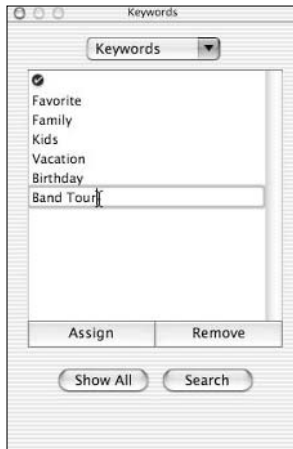 Keywords
Keywords
Favorite
Family
Kids
Vacation
Birthday
Band Tour
Assign Remove
Show All Search